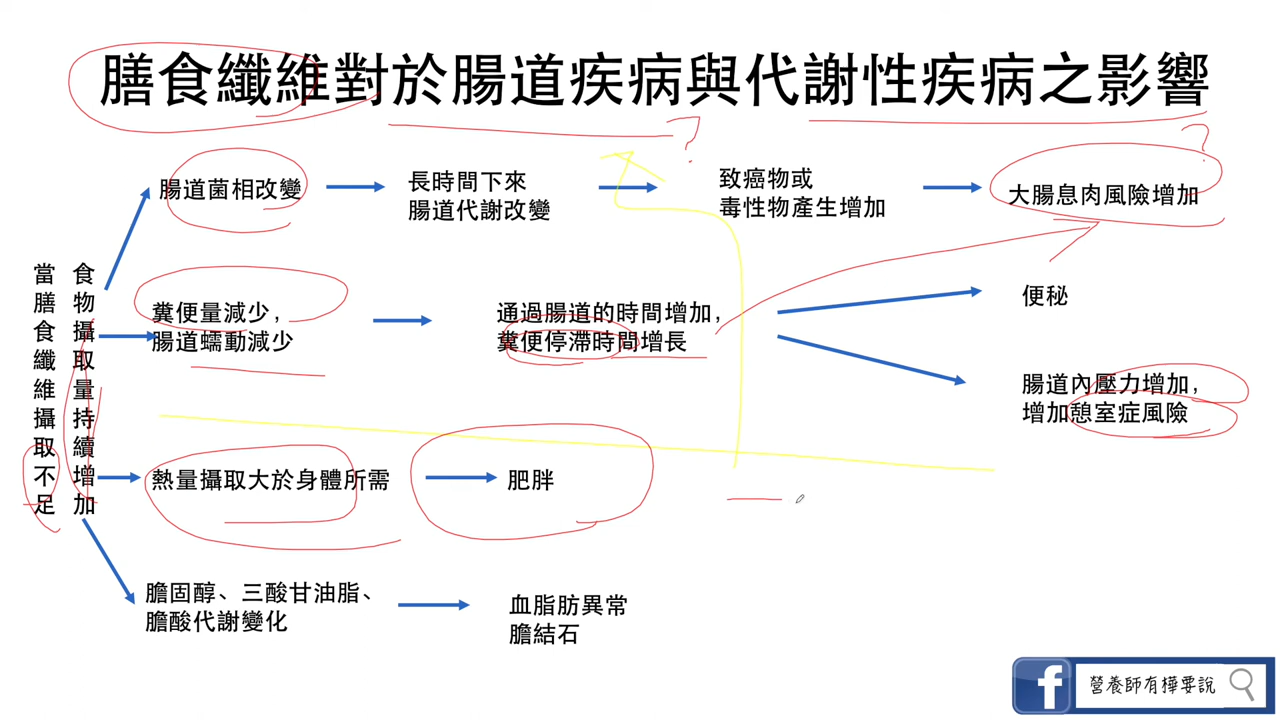 膳食纖維對於腸道疾病與代謝性疾病之影響
?
?
腸道菌相改變
長時間下來
腸道代謝改變
致癌物或
毒性物產生增加
大腸息肉風險增加
當膳食纖維攝取不足
食物攝取量持續增加
糞便量減少,
腸道蠕動減少
通過腸道的時間增加,
糞便停滯時間增長
便秘
腸道內壓力增加,
增加憩室症風險
熱量攝取大於身體所需
肥胖
膽固醇、三酸甘油脂、
膽酸代謝變化
血脂肪異常
膽結石
f
營養師有樺要說